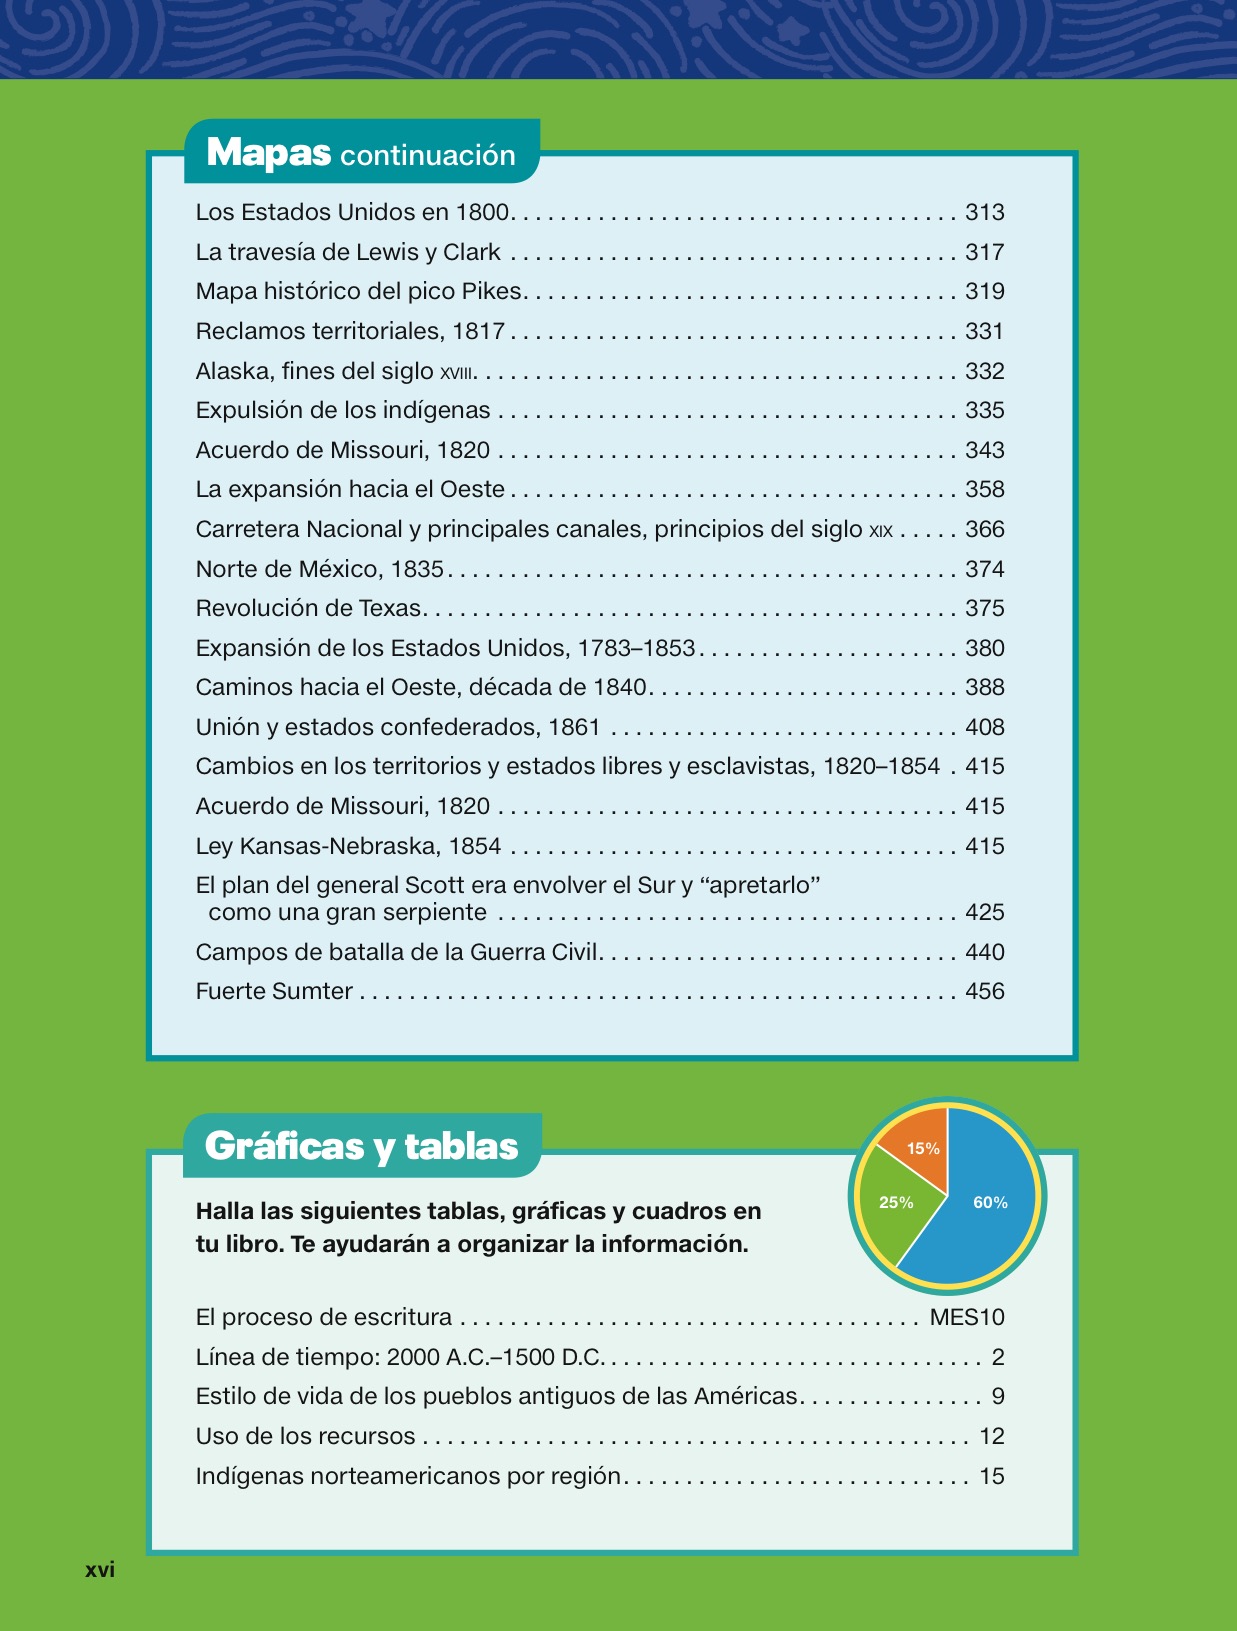 Mapas continuación
Los Estados Unidos en 1800. . . . . . . . . . . . . . . . . . . . . . . . . . . . . . . . . . . . 313
La travesía de Lewis y Clark . . . . . . . . . . . . . . . . . . . . . . . . . . . . . . . . . . . . 317
Mapa histórico del pico Pikes. . . . . . . . . . . . . . . . . . . . . . . . . . . . . . . . . . . 319
Reclamos territoriales, 1817 . . . . . . . . . . . . . . . . . . . . . . . . . . . . . . . . . . . . 331
Alaska, fines del siglo XVIII. . . . . . . . . . . . . . . . . . . . . . . . . . . . . . . . . . . . . . . 332
Expulsión de los indígenas . . . . . . . . . . . . . . . . . . . . . . . . . . . . . . . . . . . . . 335
Acuerdo de Missouri, 1820 . . . . . . . . . . . . . . . . . . . . . . . . . . . . . . . . . . . . . 343
La expansión hacia el Oeste . . . . . . . . . . . . . . . . . . . . . . . . . . . . . . . . . . . . 358
Carretera Nacional y principales canales, principios del siglo XIX . . . . . 366
Norte de México, 1835 . . . . . . . . . . . . . . . . . . . . . . . . . . . . . . . . . . . . . . . . . 374
Revolución de Texas. . . . . . . . . . . . . . . . . . . . . . . . . . . . . . . . . . . . . . . . . . . 375
Expansión de los Estados Unidos, 1783–1853 . . . . . . . . . . . . . . . . . . . . . 380
Caminos hacia el Oeste, década de 1840. . . . . . . . . . . . . . . . . . . . . . . . . 388
Unión y estados confederados, 1861 . . . . . . . . . . . . . . . . . . . . . . . . . . . . 408
Cambios en los territorios y estados libres y esclavistas, 1820–1854 . 415
Acuerdo de Missouri, 1820 . . . . . . . . . . . . . . . . . . . . . . . . . . . . . . . . . . . . . 415
Ley Kansas-Nebraska, 1854 . . . . . . . . . . . . . . . . . . . . . . . . . . . . . . . . . . . . 415
El plan del general Scott era envolver el Sur y “apretarlo”
como una gran serpiente . . . . . . . . . . . . . . . . . . . . . . . . . . . . . . . . . . . . . 425
Campos de batalla de la Guerra Civil. . . . . . . . . . . . . . . . . . . . . . . . . . . . . 440
Fuerte Sumter . . . . . . . . . . . . . . . . . . . . . . . . . . . . . . . . . . . . . . . . . . . . . . . . 456
Gráficas y tablas
15%
25%
60%
Halla las siguientes tablas, gráficas y cuadros en
tu libro. Te ayudarán a organizar la información.
El proceso de escritura . . . . . . . . . . . . . . . . . . . . . . . . . . . . . . . . . . . . . MES10
Línea de tiempo: 2000 A.C.–1500 D.C. . . . . . . . . . . . . . . . . . . . . . . . . . . . . . . 2
Estilo de vida de los pueblos antiguos de las Américas. . . . . . . . . . . . . . . 9
Uso de los recursos . . . . . . . . . . . . . . . . . . . . . . . . . . . . . . . . . . . . . . . . . . . . 12
Indígenas norteamericanos por región. . . . . . . . . . . . . . . . . . . . . . . . . . . . 15
xvi